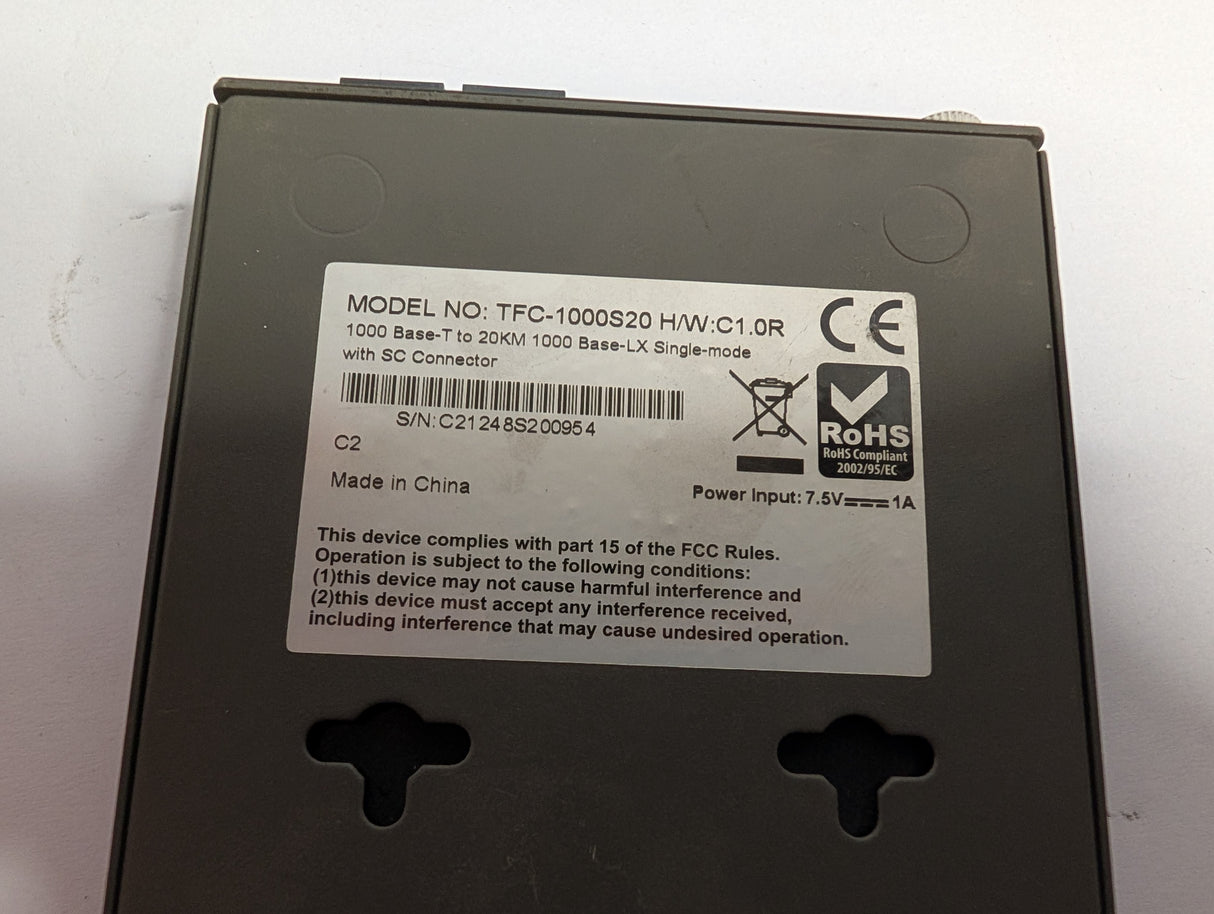 MODEL NO: TFC-1000S20 H/W:C1.0R
1000 Base-T to 20KM 1000 Base-LX Single-mode
with SC Connector
S/N:C21248S200954
C2
Made in China
CE
RoHS
RoHS Compliant
2002/95/EC
Power Input: 7.5V⎓1A
This device complies with part 15 of the FCC Rules.
Operation is subject to the following conditions:
(1)this device may not cause harmful interference and
(2)this device must accept any interference received,
including interference that may cause undesired operation.